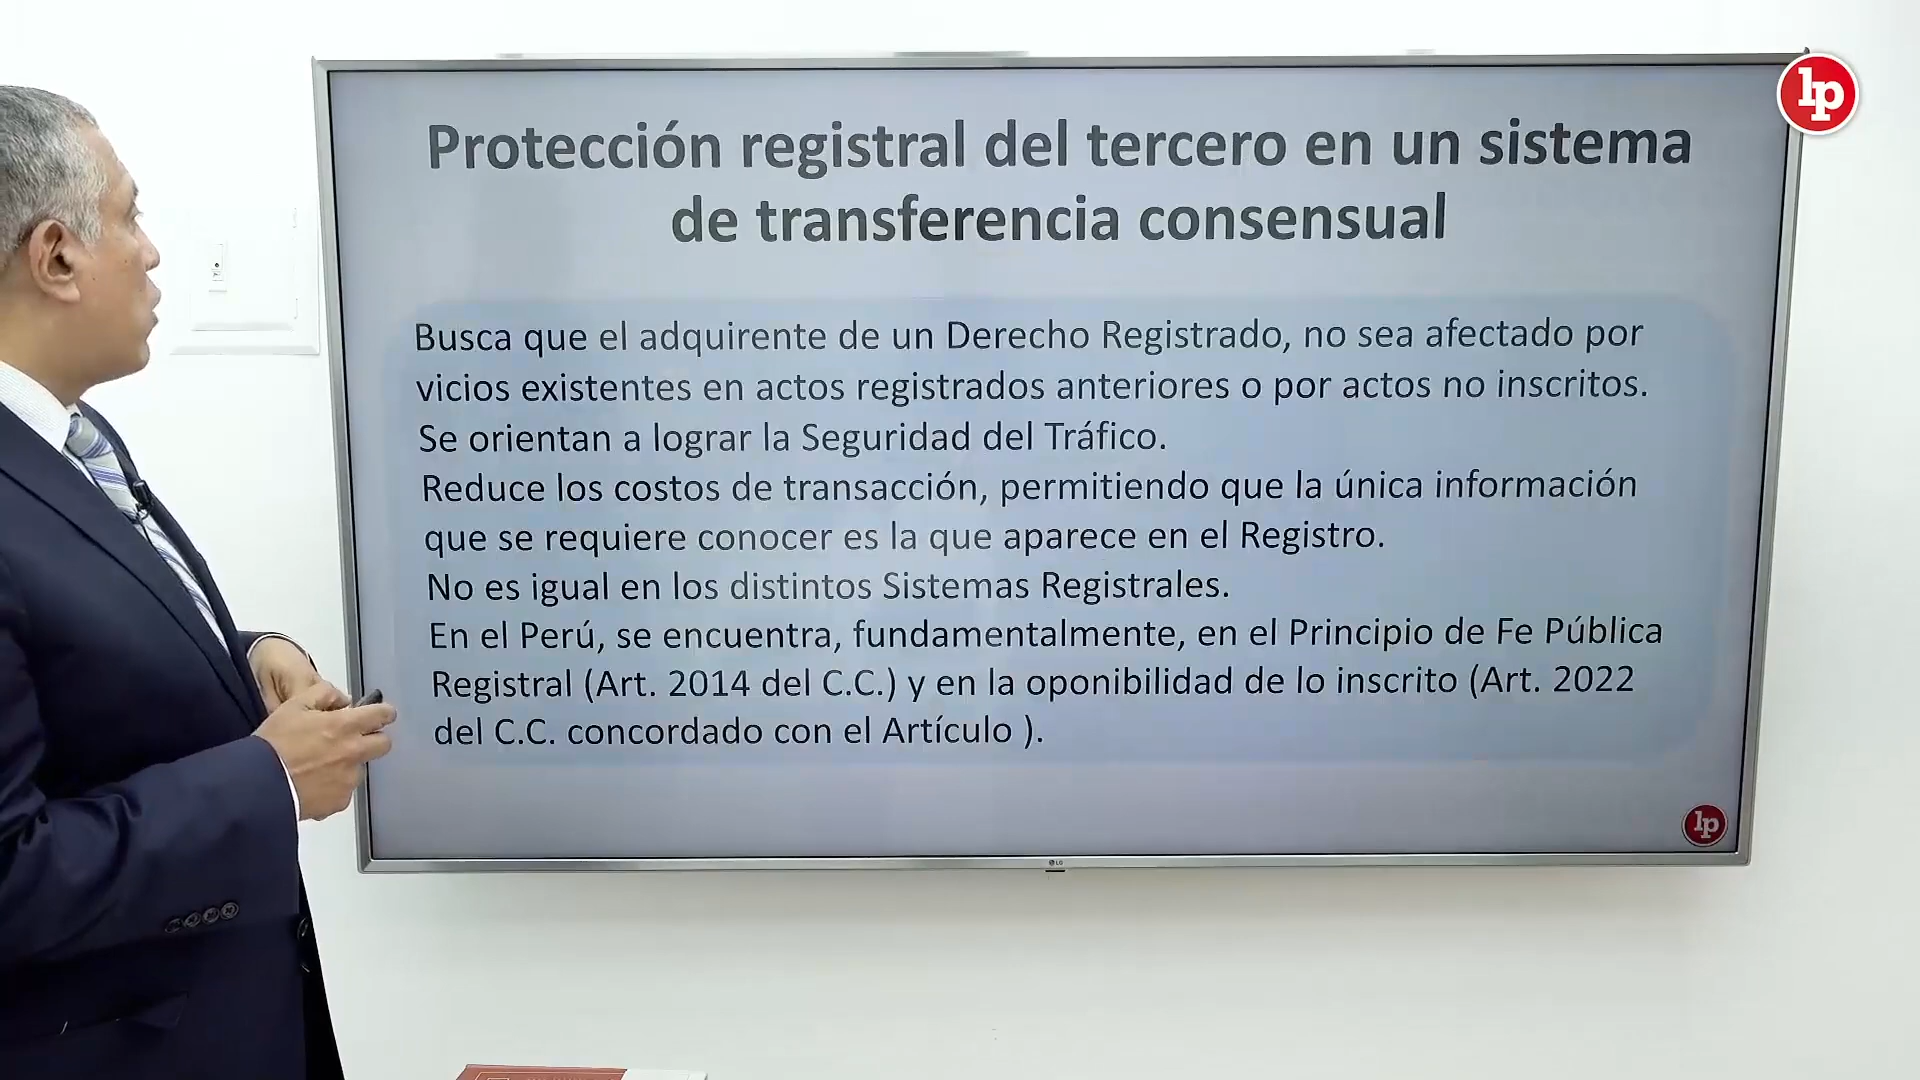 lp
Protección registral del tercero en un sistema
de transferencia consensual
Busca que el adquirente de un Derecho Registrado, no sea afectado por
vicios existentes en actos registrados anteriores o por actos no inscritos.
Se orientan a lograr la Seguridad del Tráfico.
Reduce los costos de transacción, permitiendo que la única información
que se requiere conocer es la que aparece en el Registro.
No es igual en los distintos Sistemas Registrales.
En el Perú, se encuentra, fundamentalmente, en el Principio de Fe Pública
Registral (Art. 2014 del C.C.) y en la oponibilidad de lo inscrito (Art. 2022
del C.C. concordado con el Artículo ).
lp
LG